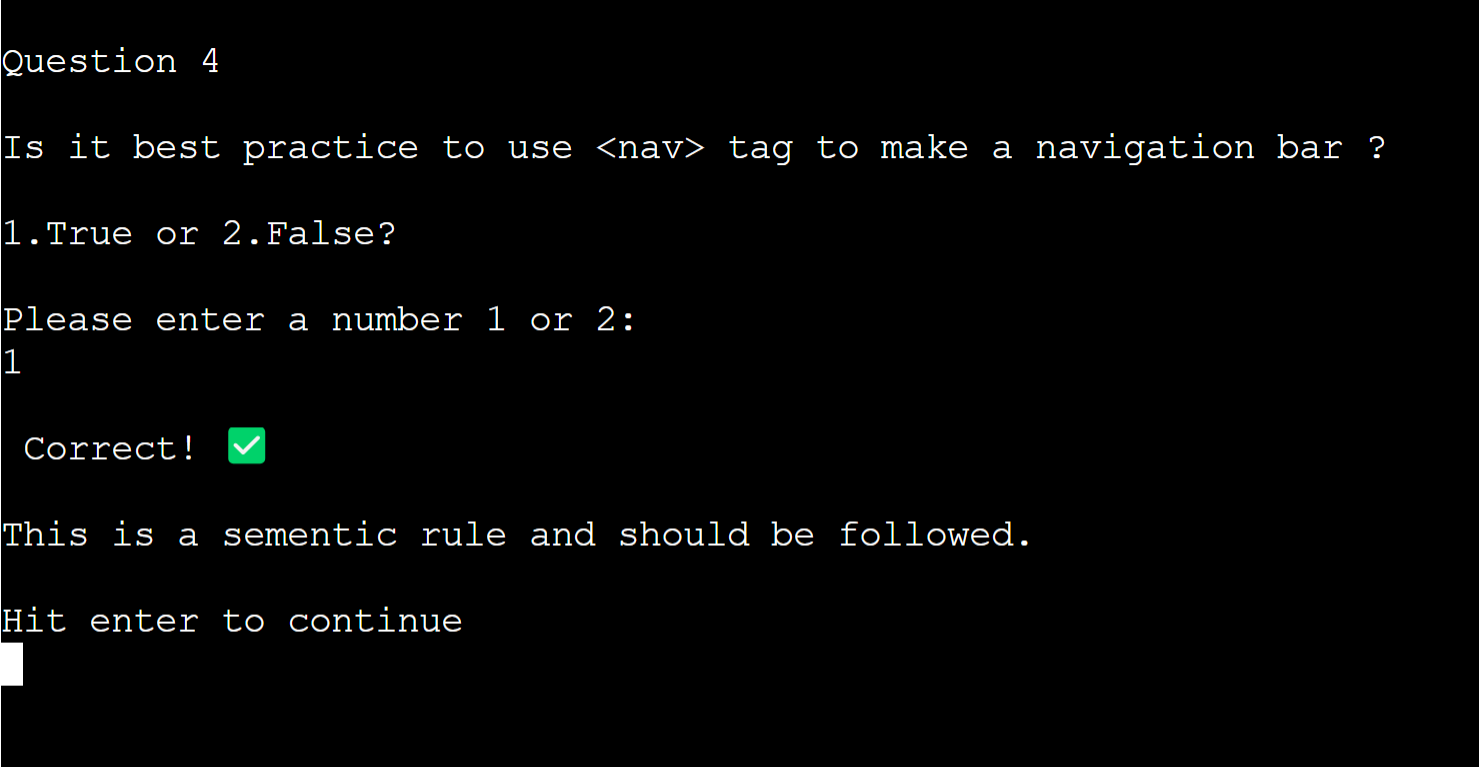 Question 4
Is it best practice to use <nav> tag to make a navigation bar ?
1.True or 2.False?
Please enter a number 1 or 2:
1
Correct! ✅
This is a sementic rule and should be followed.
Hit enter to continue